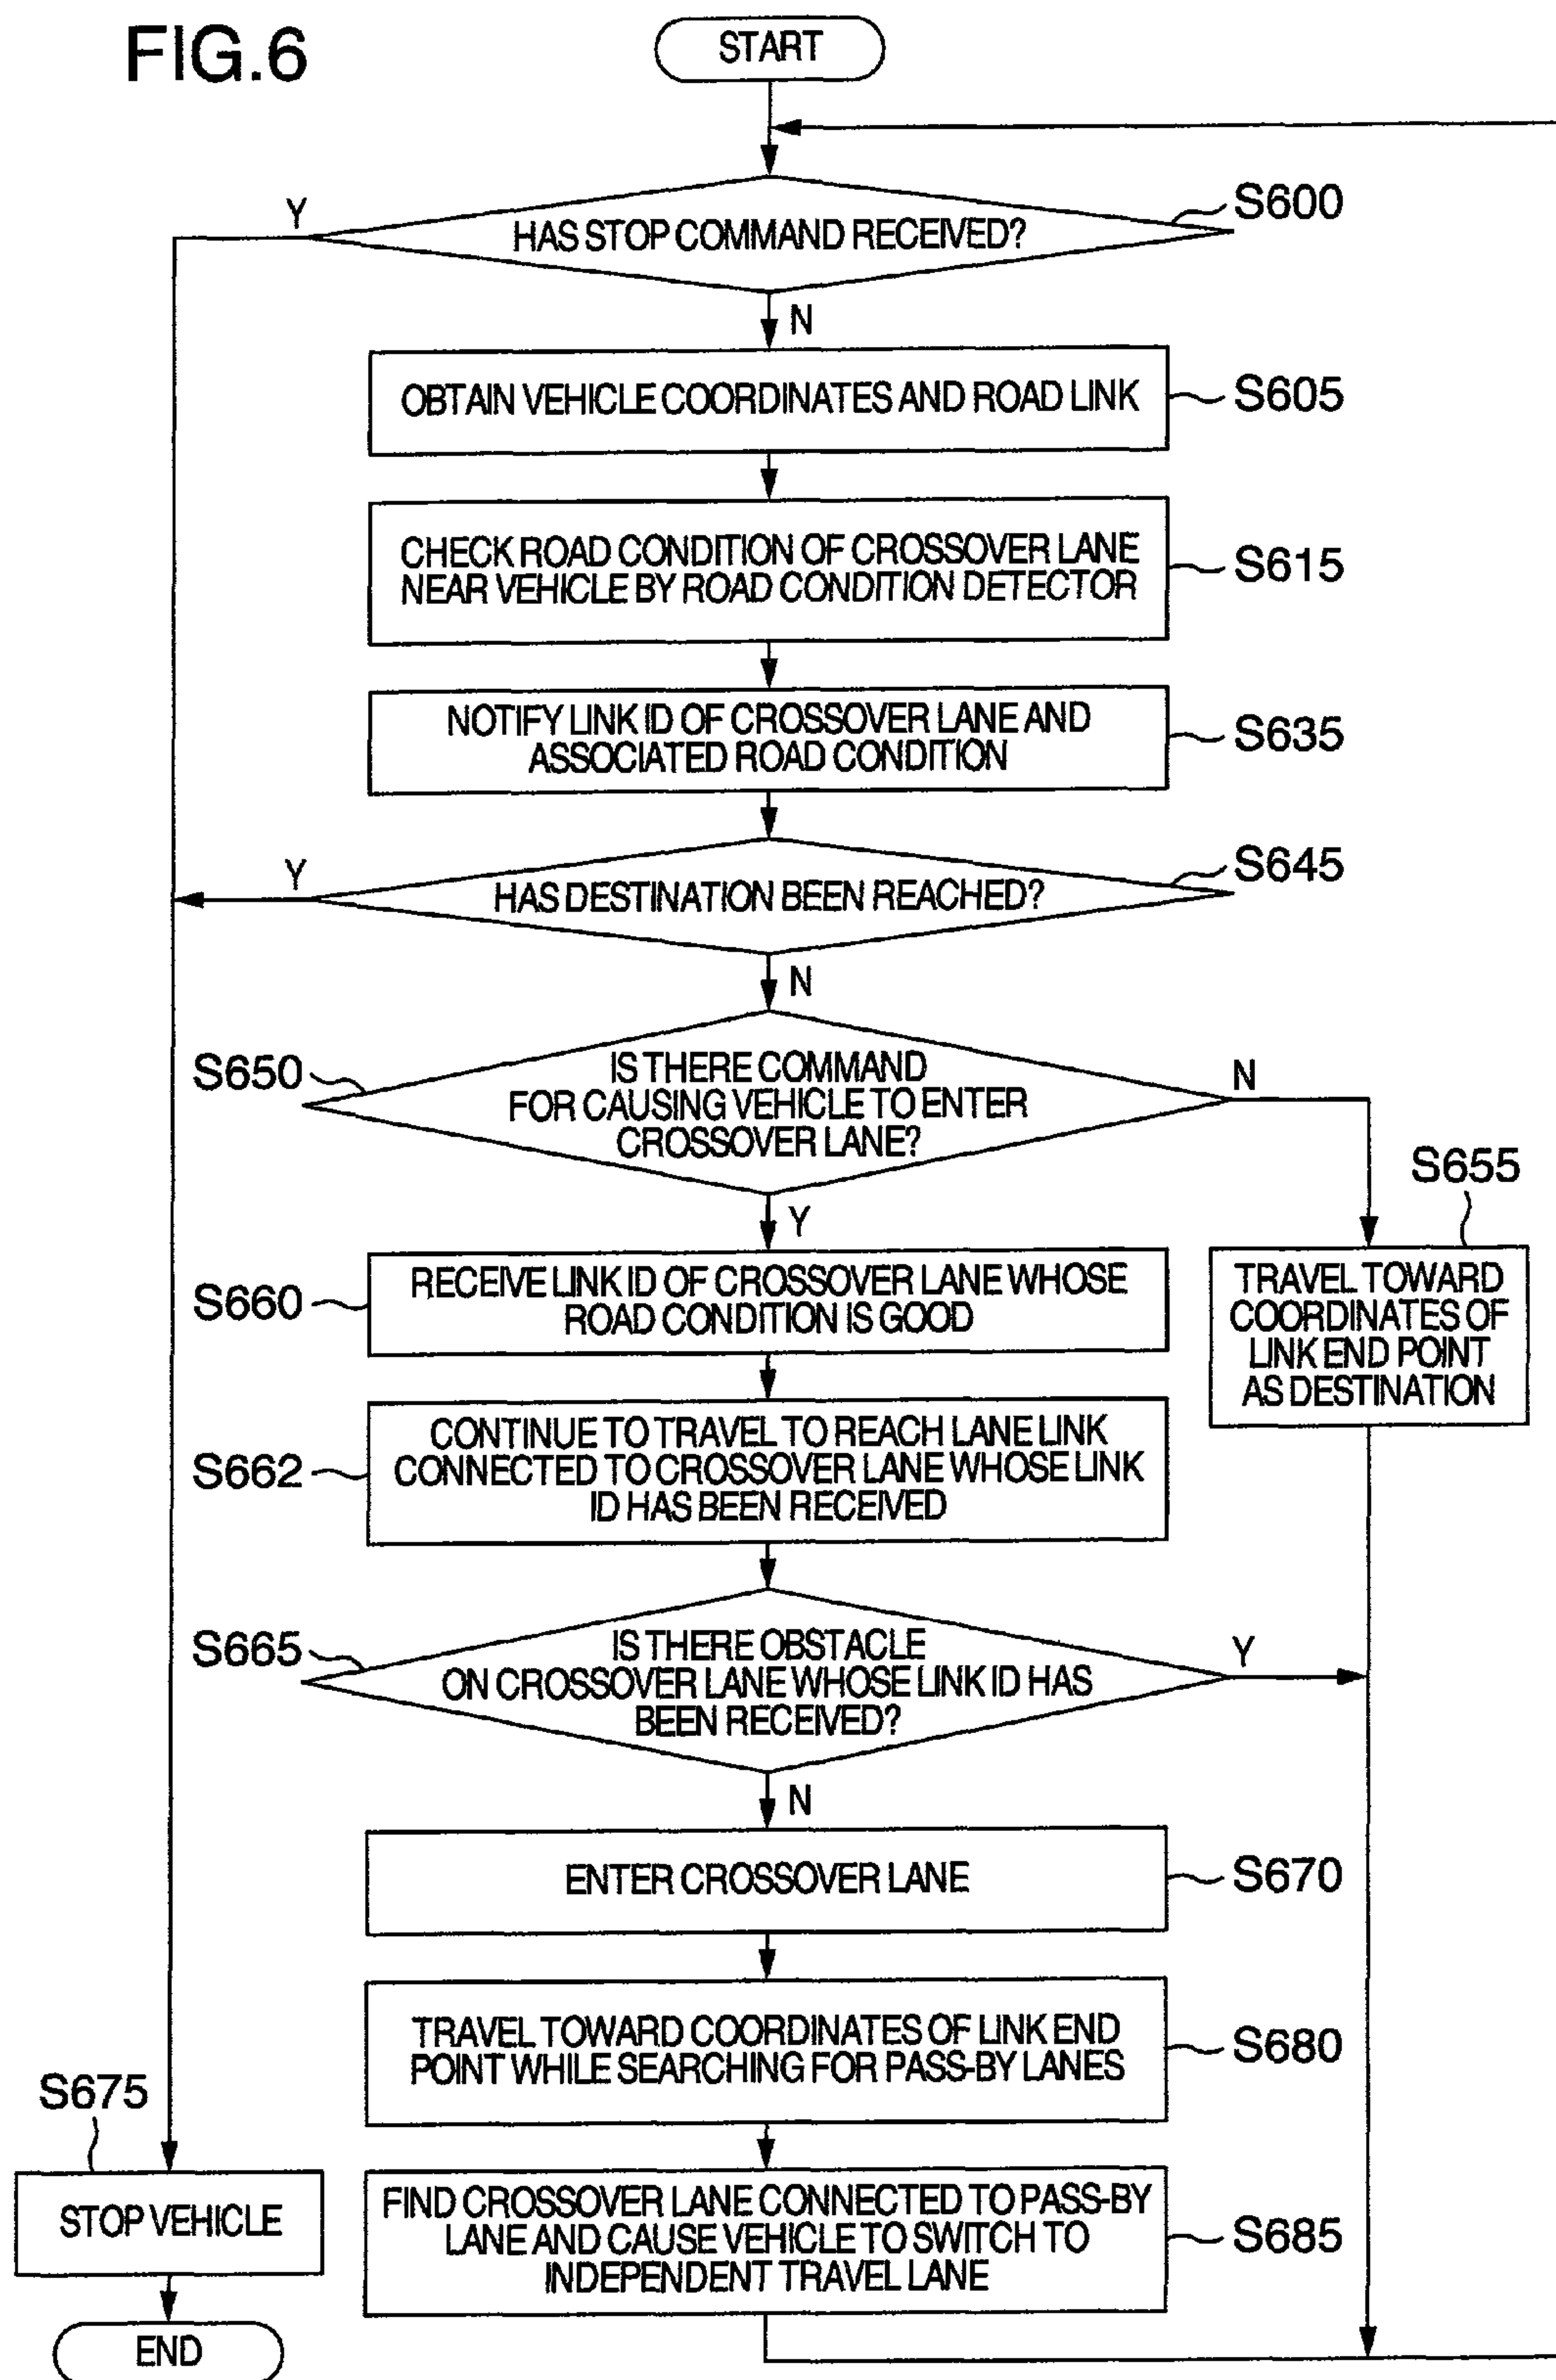 FIG.6
START
Y
HAS STOP COMMAND RECEIVED?
S600
N
OBTAIN VEHICLE COORDINATES AND ROAD LINK
S605
CHECK ROAD CONDITION OF CROSSOVER LANE
NEAR VEHICLE BY ROAD CONDITION DETECTOR
S615
NOTIFY LINK ID OF CROSSOVER LANE AND
ASSOCIATED ROAD CONDITION
S635
Y
HAS DESTINATION BEEN REACHED?
S645
N
S650
IS THERE COMMAND
FOR CAUSING VEHICLE TO ENTER
CROSSOVER LANE?
N
Y
S655
TRAVEL TOWARD
COORDINATES OF
LINK END POINT
AS DESTINATION
S660
RECEIVE LINK ID OF CROSSOVER LANE WHOSE
ROAD CONDITION IS GOOD
S662
CONTINUE TO TRAVEL TO REACH LANE LINK
CONNECTED TO CROSSOVER LANE WHOSE LINK
ID HAS BEEN RECEIVED
S665
IS THERE OBSTACLE
ON CROSSOVER LANE WHOSE LINK ID HAS
BEEN RECEIVED?
Y
N
ENTER CROSSOVER LANE
S670
TRAVEL TOWARD COORDINATES OF LINK END
POINT WHILE SEARCHING FOR PASS-BY LANES
S680
S675
STOP VEHICLE
FIND CROSSOVER LANE CONNECTED TO PASS-BY
LANE AND CAUSE VEHICLE TO SWITCH TO
INDEPENDENT TRAVEL LANE
S685
END